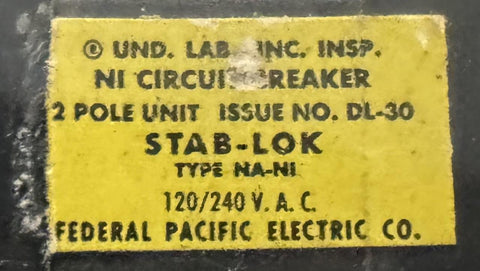 ® UND. LAB. INC. INSP.
NI CIRCUIT BREAKER
2 POLE UNIT ISSUE NO. DL-30
STAB-LOK
TYPE NA-NI
120/240 V. A. C.
FEDERAL PACIFIC ELECTRIC CO.